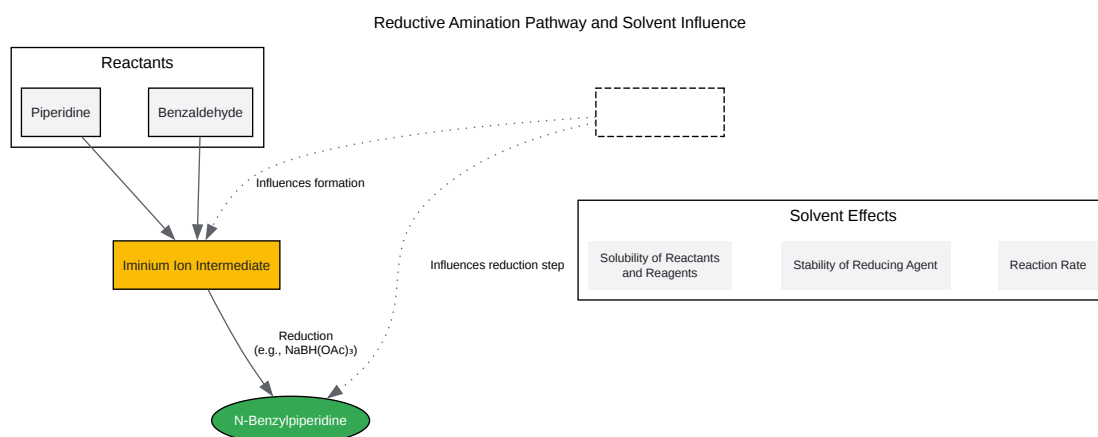 Reductive Amination Pathway and Solvent Influence
Reactants
Piperidine
Benzaldehyde
Influences formation
Solvent Effects
Iminium Ion Intermediate
Influences reduction step
Solubility of Reactants
and Reagents
Stability of Reducing Agent
Reaction Rate
Reduction
(e.g., NaBH(OAc)₃)
N-Benzylpiperidine